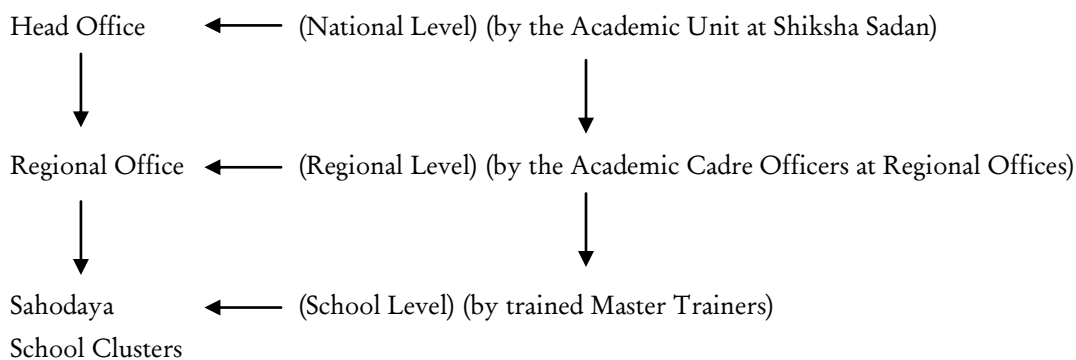 Head Office (National Level) (by the Academic Unit at Shiksha Sadan)
Regional Office (Regional Level) (by the Academic Cadre Officers at Regional Offices)
Sahodaya (School Level) (by trained Master Trainers)
School Clusters